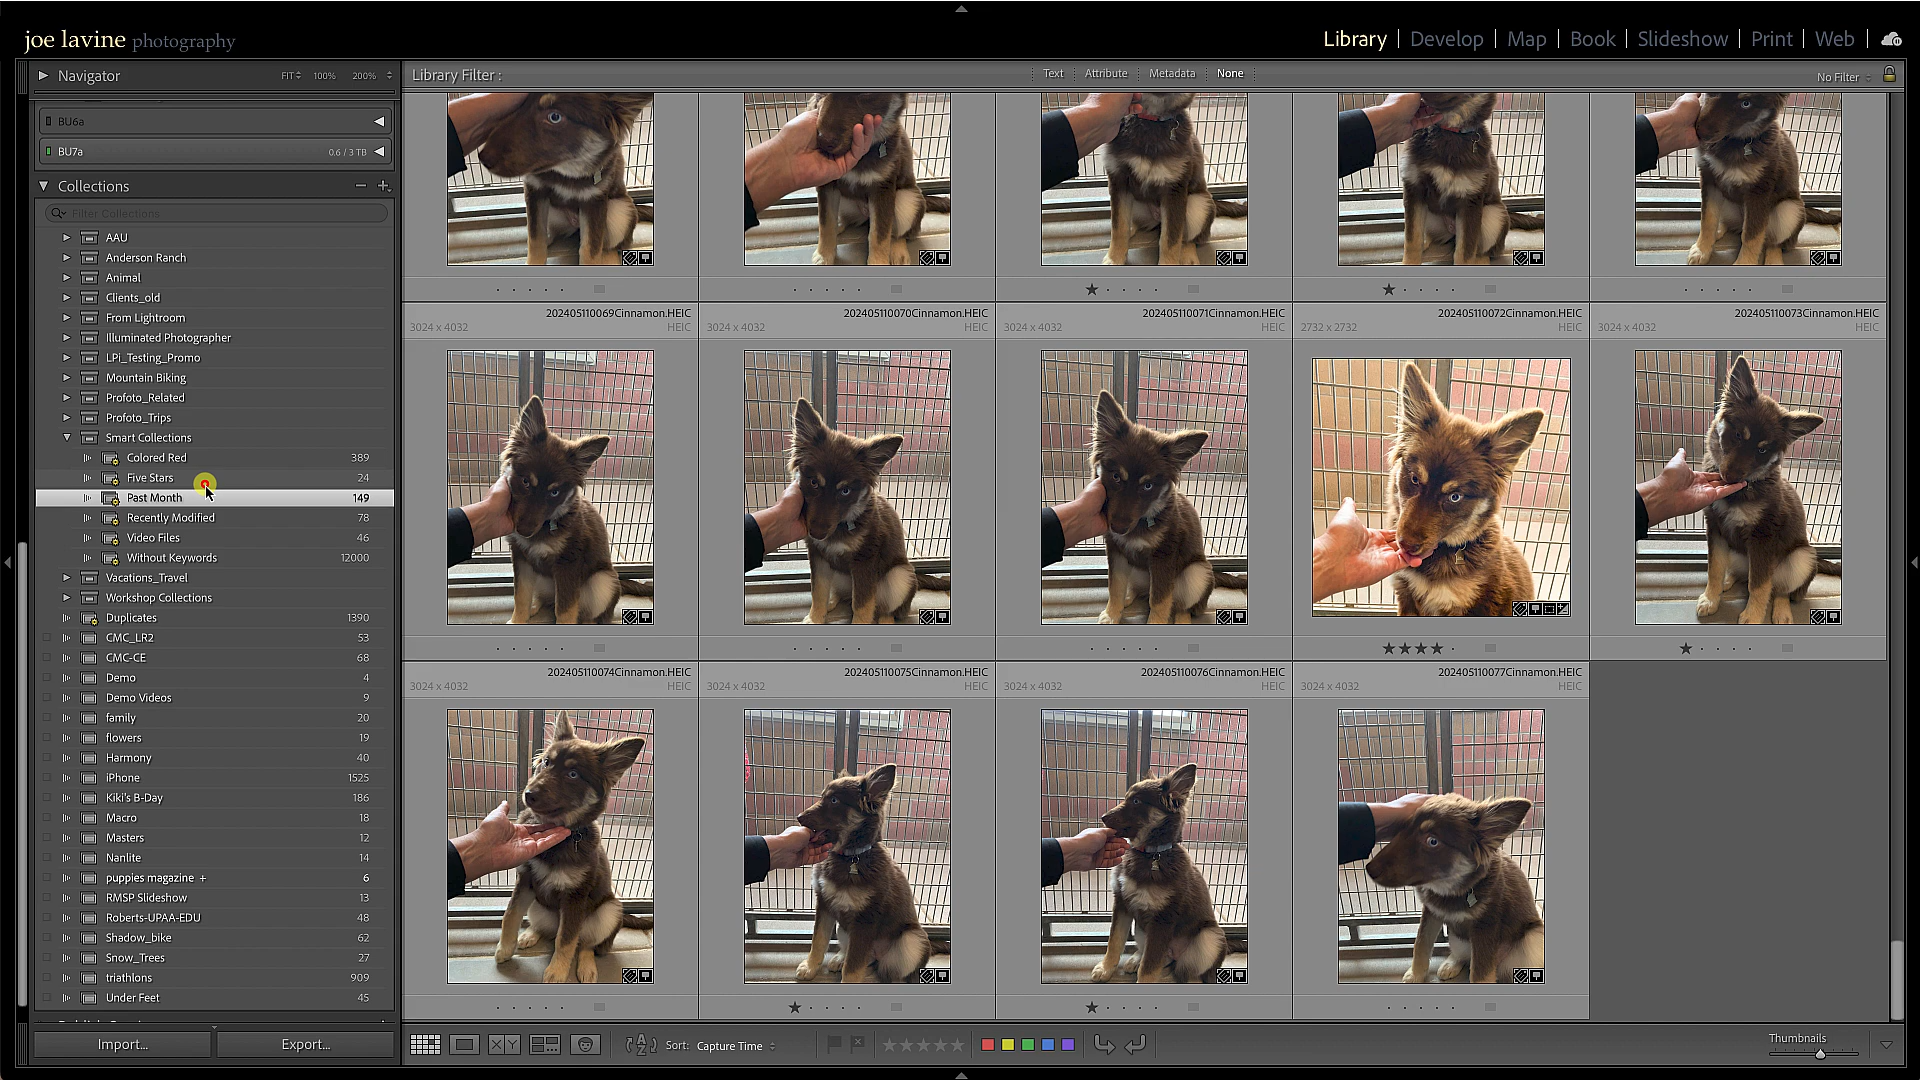 joe lavine photography
Library | Develop | Map | Book | Slideshow | Print | Web |
Navigator FIT 100% 200%
Library Filter : Text Attribute Metadata None No Filter
BU6a
BU7a 0.6 / 3 TB
Collections
Filter Collections
AAU
Anderson Ranch
Animal
Clients_old
From Lightroom
Illuminated Photographer
LPi_Testing_Promo
Mountain Biking
Profoto_Related
Profoto_Trips
Smart Collections
Colored Red 389
Five Stars 24
Past Month 149
Recently Modified 78
Video Files 46
Without Keywords 12000
Vacations_Travel
Workshop Collections
Duplicates 1390
CMC_LR2 53
CMC-CE 68
Demo 4
Demo Videos 9
family 20
flowers 19
Harmony 40
iPhone 1525
Kiki's B-Day 186
Macro 18
Masters 12
Nanlite 14
puppies magazine + 6
RMSP Slideshow 13
Roberts-UPAA-EDU 48
Shadow_bike 62
Snow_Trees 27
triathlons 909
Under Feet 45
Import... Export...
202405110069Cinnamon.HEIC
3024 x 4032 HEIC
202405110070Cinnamon.HEIC
3024 x 4032 HEIC
202405110071Cinnamon.HEIC
3024 x 4032 HEIC
202405110072Cinnamon.HEIC
2732 x 2732 HEIC
202405110073Cinnamon.HEIC
3024 x 4032 HEIC
202405110074Cinnamon.HEIC
3024 x 4032 HEIC
202405110075Cinnamon.HEIC
3024 x 4032 HEIC
202405110076Cinnamon.HEIC
3024 x 4032 HEIC
202405110077Cinnamon.HEIC
3024 x 4032 HEIC
X Y Sort: Capture Time Thumbnails